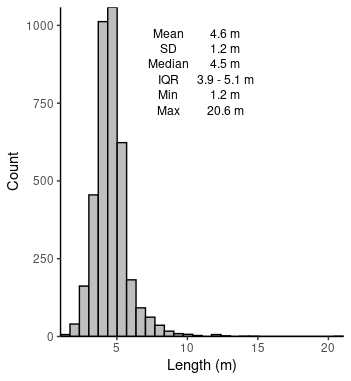 1000
750
500
250
0
Count
Mean 4.6 m
SD 1.2 m
Median 4.5 m
IQR 3.9 - 5.1 m
Min 1.2 m
Max 20.6 m
5 10 15 20
Length (m)